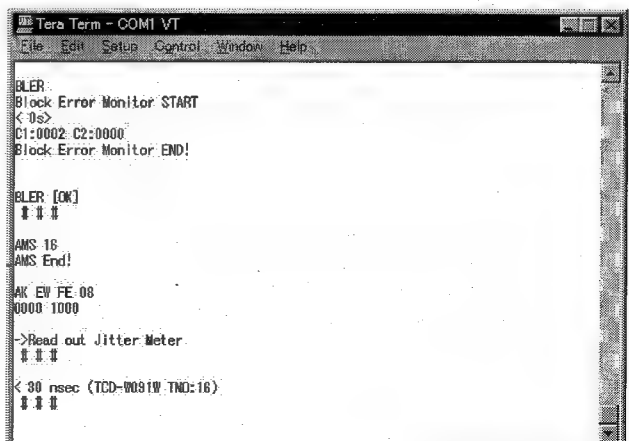 Tera Term - COM1 VT
File Edit Setup Control Window Help
BLER
Block Error Monitor START
< 0s>
C1:0002 C2:0000
Block Error Monitor END!
BLER [OK]
# # #
AMS 16
AMS End!
AK EW FE 08
0000 1000
->Read out Jitter Meter
# # #
< 30 nsec (TCD-W091W TNO:16)
# # #